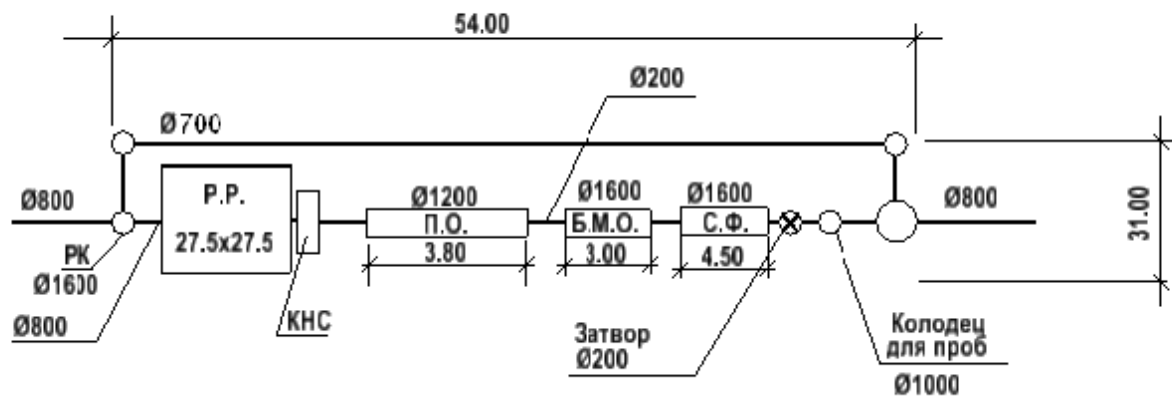 54.00
Ø200
Ø700
Ø800
Р.Р.
27.5x27.5
Ø1200
П.О.
3.80
Ø1600
Б.М.О.
3.00
Ø1600
С.Ф.
4.50
Ø800
31.00
РК
Ø1600
Ø800
КНС
Затвор
Ø200
Колодец
для проб
Ø1000